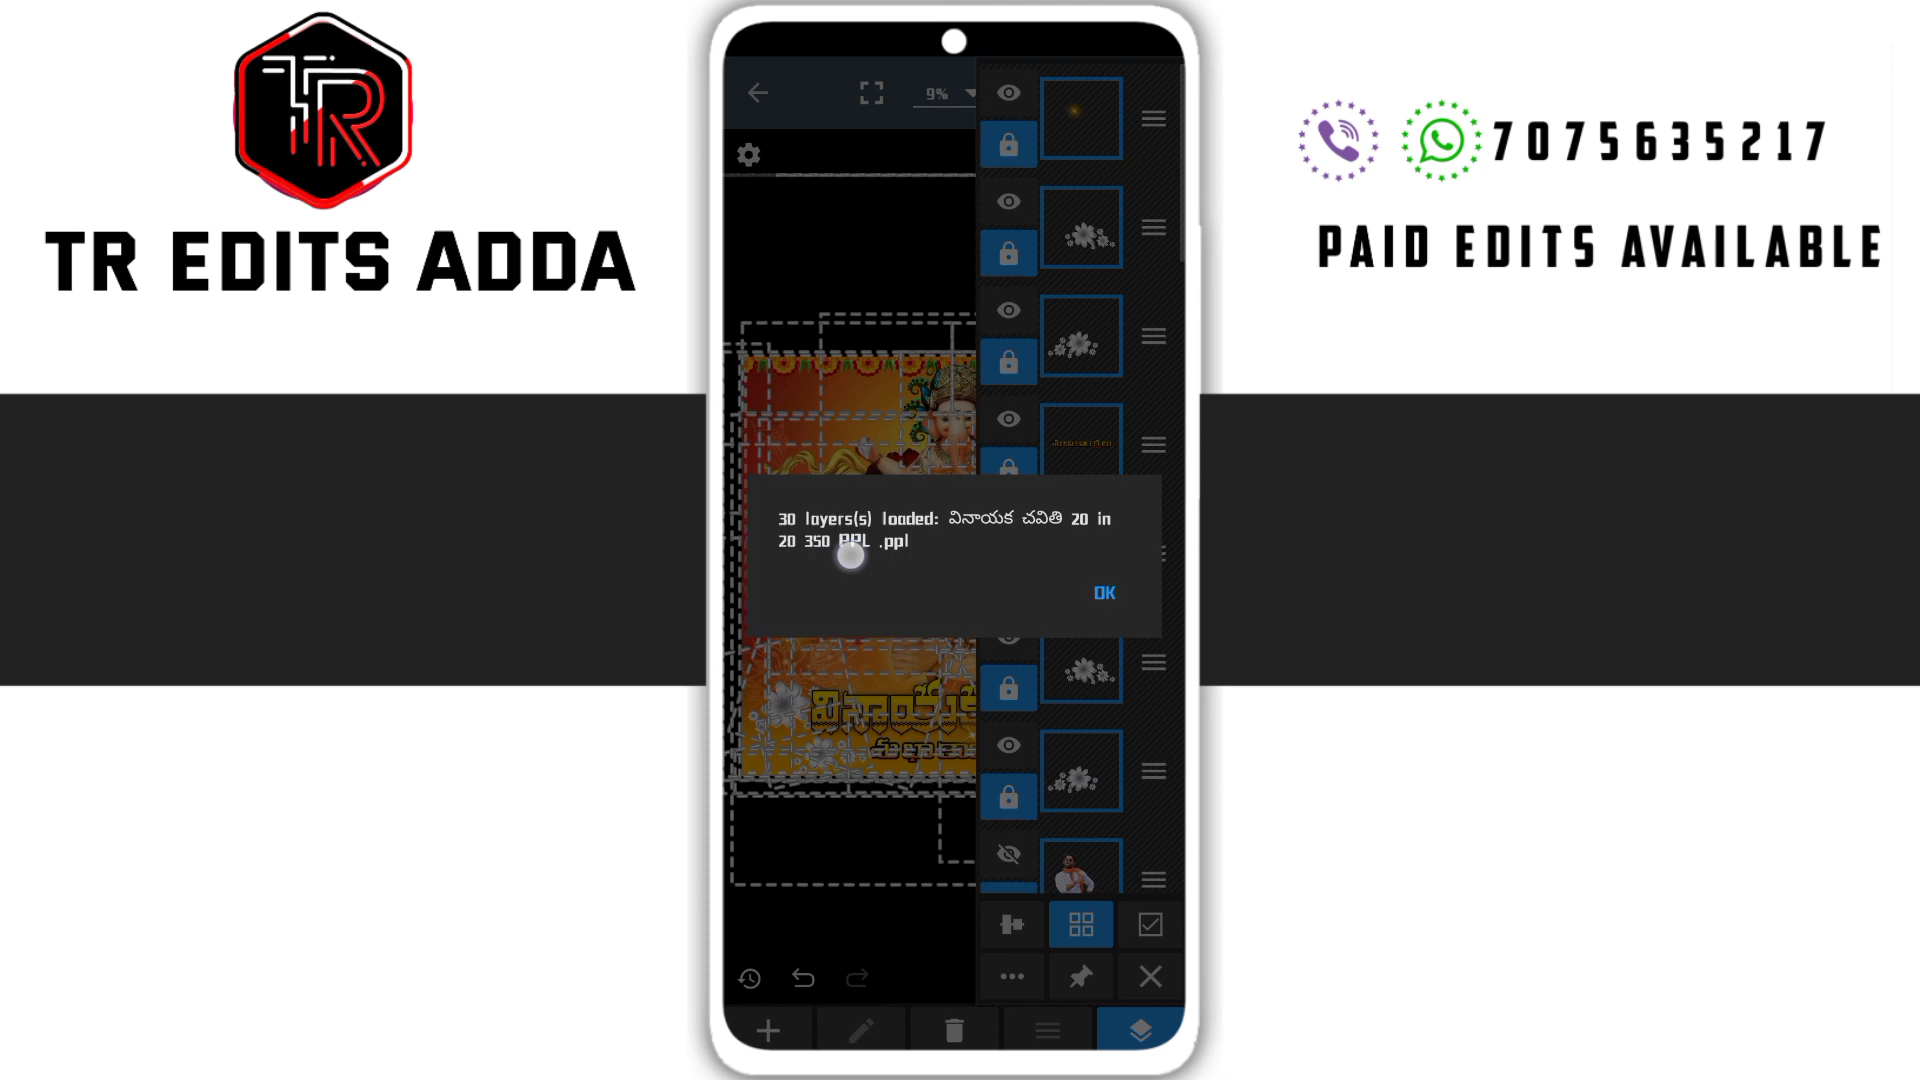 TR
TR EDITS ADDA
7075635217
PAID EDITS AVAILABLE
9%
30 layers(s) loaded: వినాయక చవితి 20 in
20 350 PPL .ppl
OK